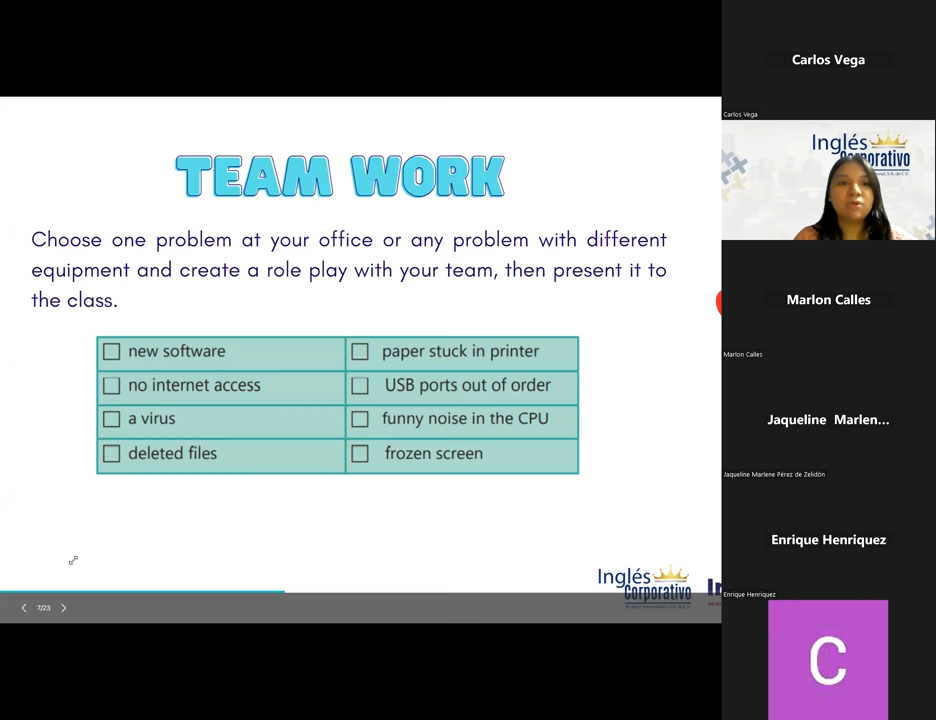 TEAM WORK
Choose one problem at your office or any problem with different
equipment and create a role play with your team, then present it to
the class.
new software
paper stuck in printer
no internet access
USB ports out of order
a virus
funny noise in the CPU
deleted files
frozen screen
Inglés
Corporativo
7/23
Carlos Vega
Carlos Vega
Inglés
Corporativo
Marlon Calles
Marlon Calles
Jaqueline Marlen...
Jaqueline Marlene Pérez de Zelidón
Enrique Henriquez
Enrique Henriquez
C